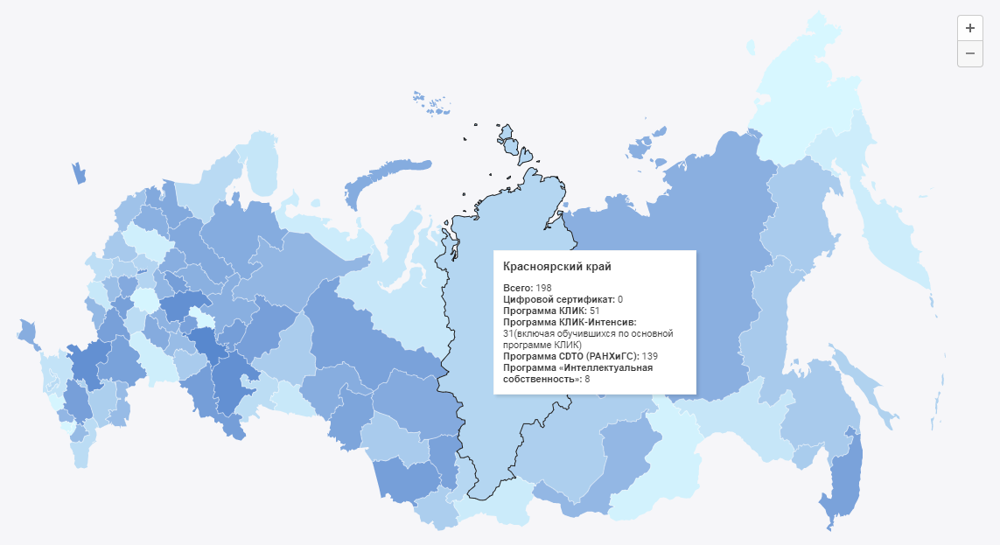 +
−
Красноярский край
Всего: 198
Цифровой сертификат: 0
Программа КЛИК: 51
Программа КЛИК-Интенсив:
31(включая обучившихся по основной
программе КЛИК)
Программа CDTO (РАНХиГС): 139
Программа «Интеллектуальная
собственность»: 8